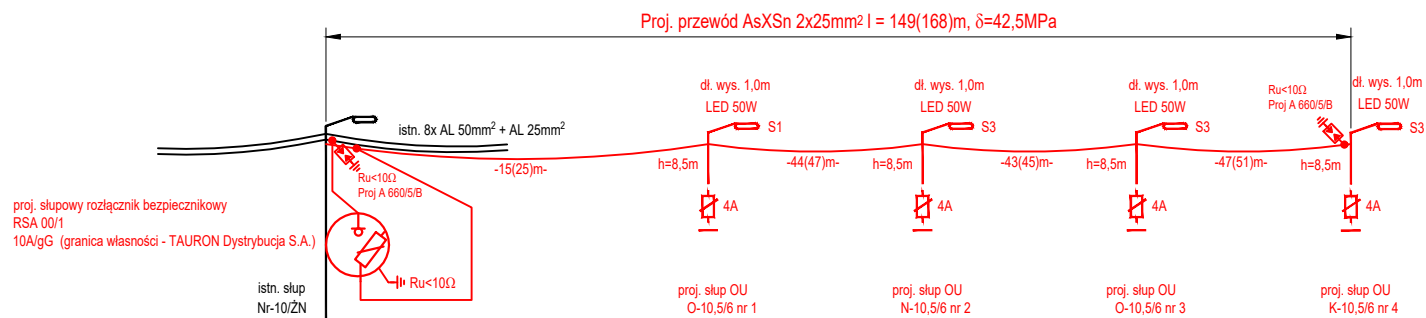 Proj. przewód AsXSn 2x25mm² l = 149(168)m, δ=42,5MPa
istn. 8x AL 50mm² + AL 25mm²
-15(25)m-
Ru<10Ω
Proj A 660/5/B
proj. słupowy rozłącznik bezpiecznikowy
RSA 00/1
10A/gG (granica własności - TAURON Dystrybucja S.A.)
Ru<10Ω
istn. słup
Nr-10/ŻN
dł. wys. 1,0m
LED 50W
S1
h=8,5m
4A
proj. słup OU
O-10,5/6 nr 1
-44(47)m-
dł. wys. 1,0m
LED 50W
S3
h=8,5m
4A
proj. słup OU
N-10,5/6 nr 2
-43(45)m-
dł. wys. 1,0m
LED 50W
S3
h=8,5m
4A
proj. słup OU
O-10,5/6 nr 3
-47(51)m-
Ru<10Ω
Proj A 660/5/B
dł. wys. 1,0m
LED 50W
S3
h=8,5m
4A
proj. słup OU
K-10,5/6 nr 4